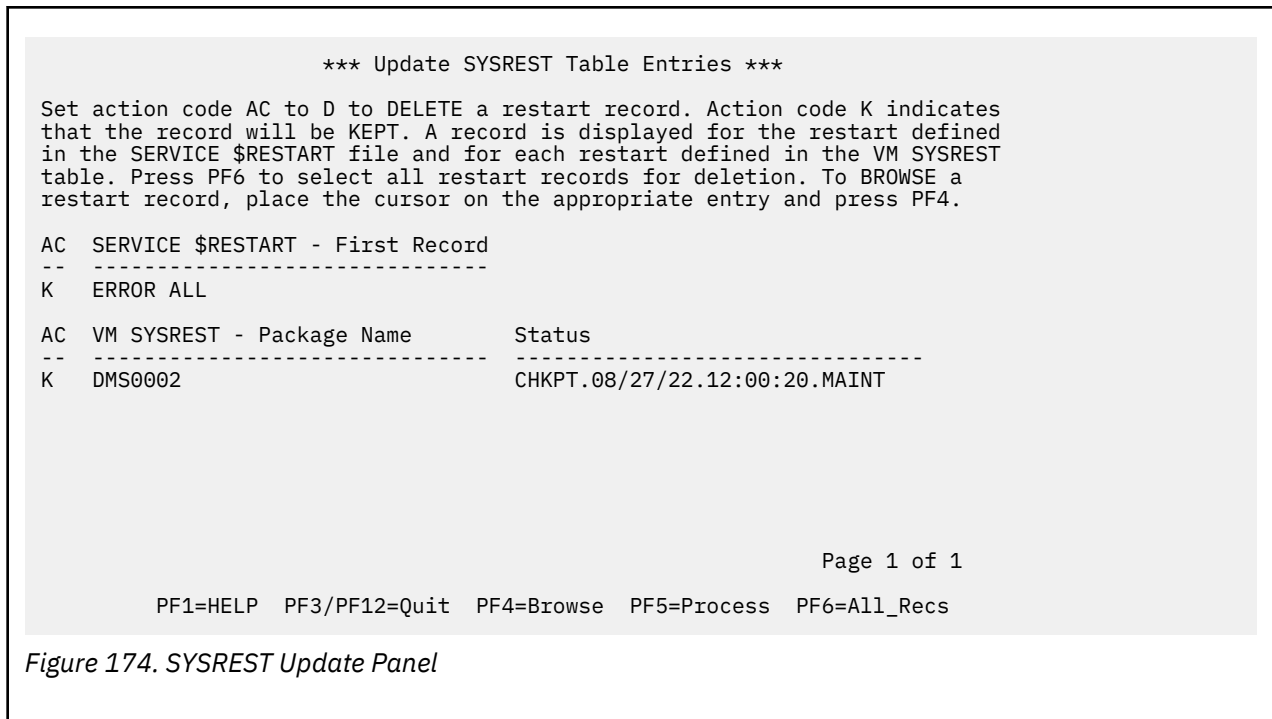 *** Update SYSREST Table Entries ***
Set action code AC to D to DELETE a restart record. Action code K indicates
that the record will be KEPT. A record is displayed for the restart defined
in the SERVICE $RESTART file and for each restart defined in the VM SYSREST
table. Press PF6 to select all restart records for deletion. To BROWSE a
restart record, place the cursor on the appropriate entry and press PF4.
AC  SERVICE $RESTART - First Record
--  -------------------------------
K   ERROR ALL
AC  VM SYSREST - Package Name        Status
--  -------------------------------  --------------------------------
K   DMS0002                          CHKPT.08/27/22.12:00:20.MAINT
Page 1 of 1
PF1=HELP  PF3/PF12=Quit  PF4=Browse  PF5=Process  PF6=All_Recs
Figure 174. SYSREST Update Panel